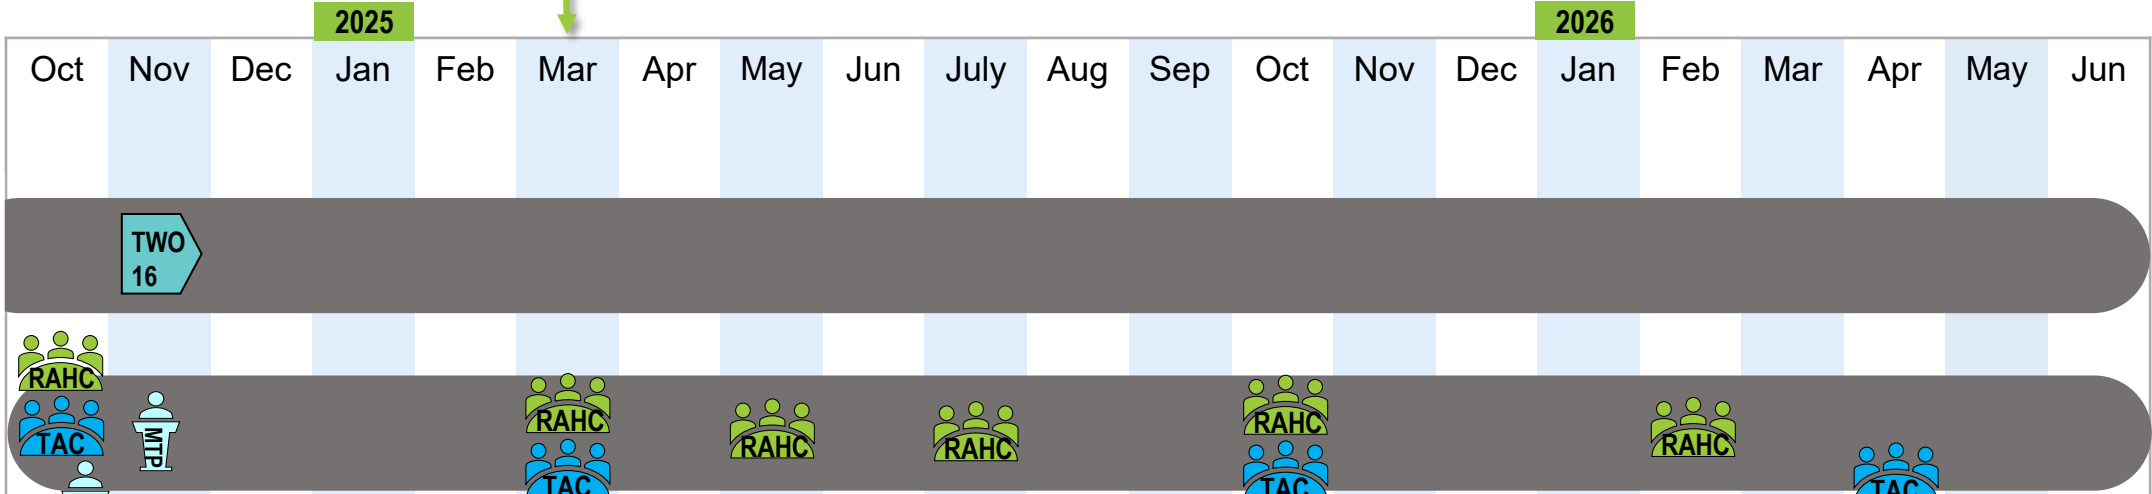 2025
2026
Oct Nov Dec Jan Feb Mar Apr May Jun July Aug Sep Oct Nov Dec Jan Feb Mar Apr May Jun
TWO
16
RAHC
RAHC
RAHC
RAHC
RAHC
RAHC
TAC
MTP
TAC
TAC
TAC